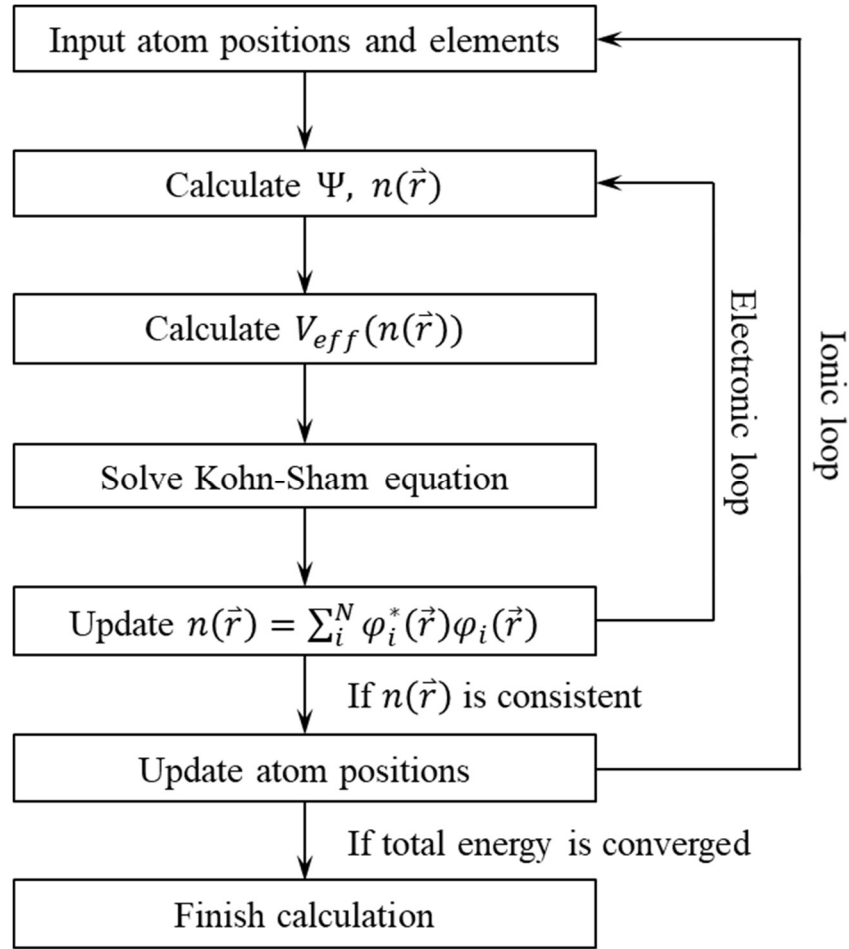 Input atom positions and elements
Calculate Ψ, n(r⃗)
Calculate V_eff(n(r⃗))
Solve Kohn-Sham equation
Update n(r⃗) = ∑_i^N φ_i^*(r⃗)φ_i(r⃗)
If n(r⃗) is consistent
Update atom positions
If total energy is converged
Finish calculation
Electronic loop
Ionic loop